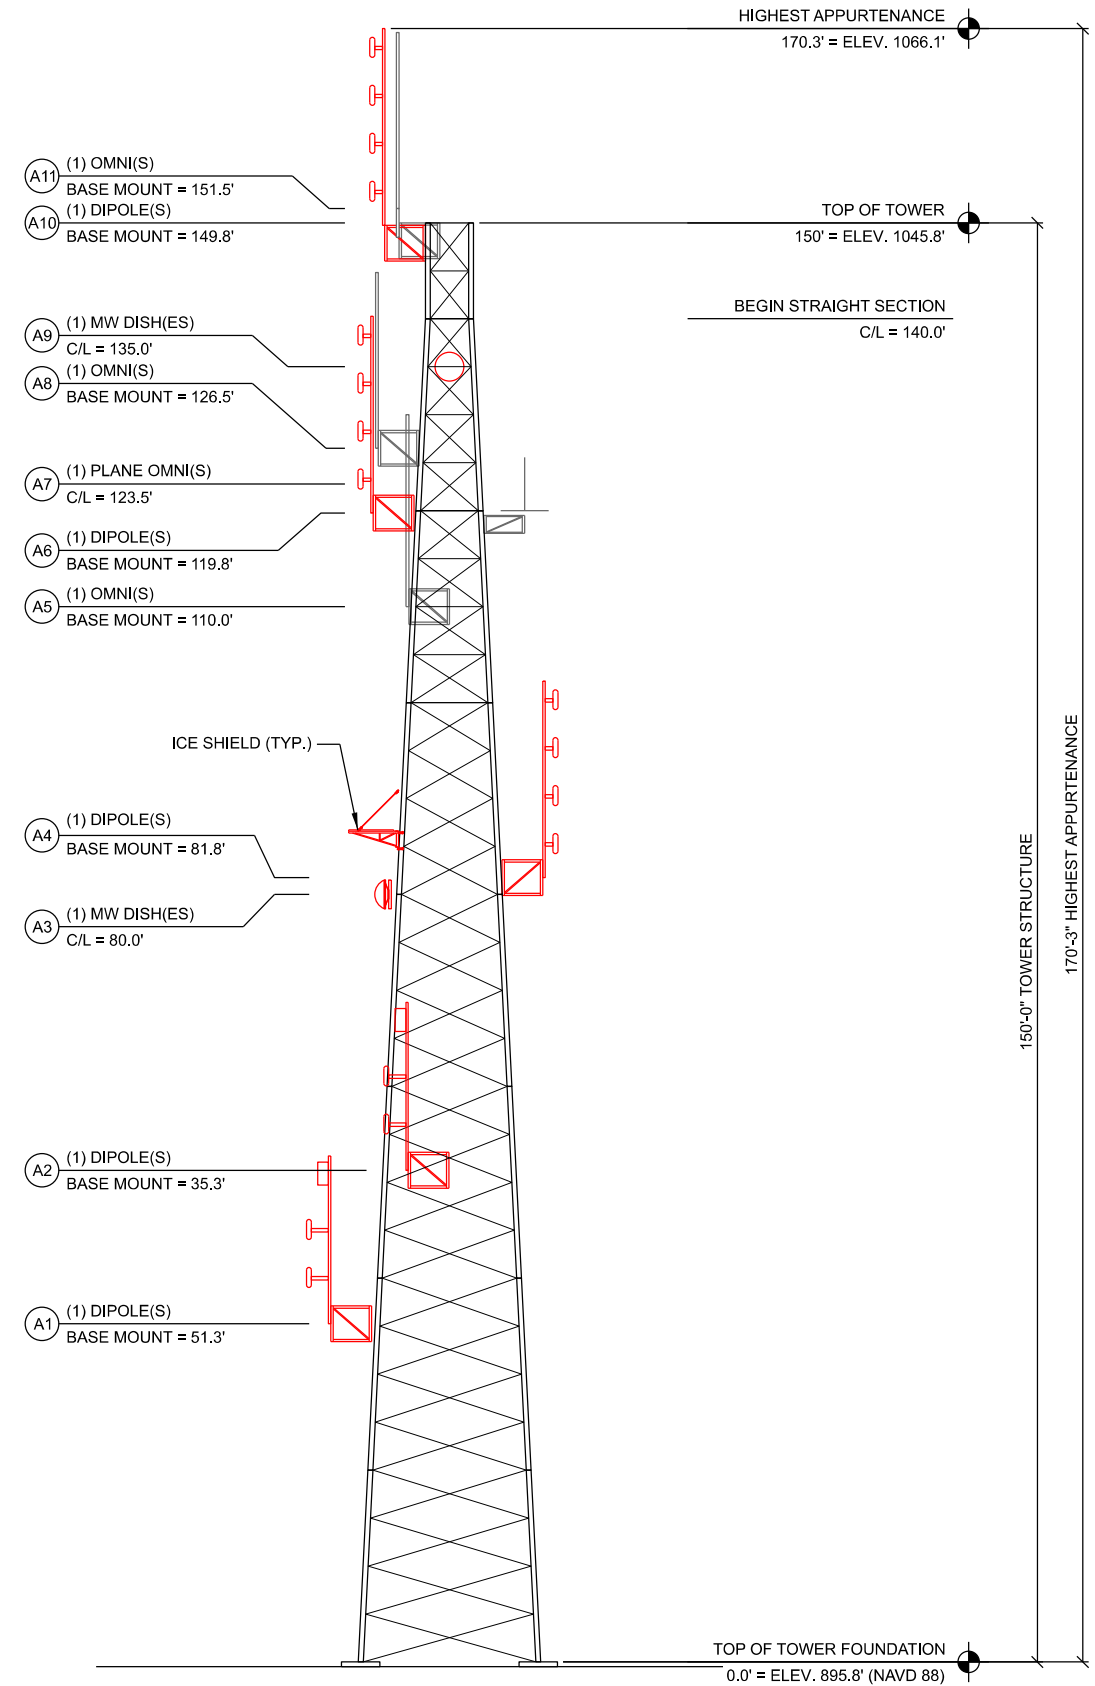 HIGHEST APPURTENANCE
170.3' = ELEV. 1066.1'
A11
(1) OMNI(S)
BASE MOUNT = 151.5'
A10
(1) DIPOLE(S)
BASE MOUNT = 149.8'
TOP OF TOWER
150' = ELEV. 1045.8'
BEGIN STRAIGHT SECTION
C/L = 140.0'
A9
(1) MW DISH(ES)
C/L = 135.0'
A8
(1) OMNI(S)
BASE MOUNT = 126.5'
A7
(1) PLANE OMNI(S)
C/L = 123.5'
A6
(1) DIPOLE(S)
BASE MOUNT = 119.8'
A5
(1) OMNI(S)
BASE MOUNT = 110.0'
ICE SHIELD (TYP.)
A4
(1) DIPOLE(S)
BASE MOUNT = 81.8'
A3
(1) MW DISH(ES)
C/L = 80.0'
150'-0" TOWER STRUCTURE
170'-3" HIGHEST APPURTENANCE
A2
(1) DIPOLE(S)
BASE MOUNT = 35.3'
A1
(1) DIPOLE(S)
BASE MOUNT = 51.3'
TOP OF TOWER FOUNDATION
0.0' = ELEV. 895.8' (NAVD 88)